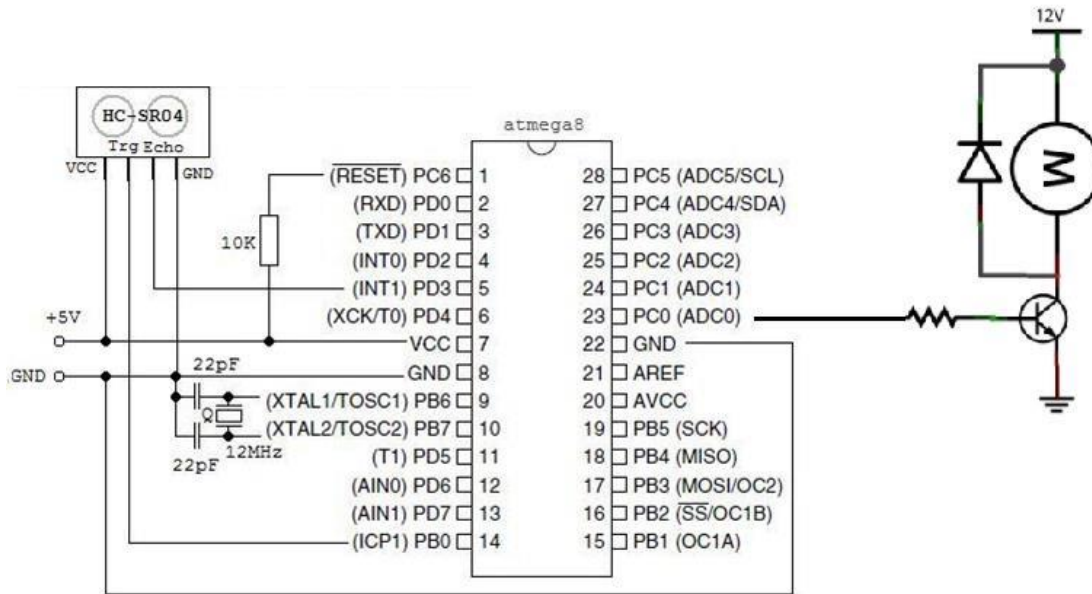 12V
HC-SR04
Trg Echo
VCC
GND
atmega8
(RESET) PC6 1
(RXD) PD0 2
(TXD) PD1 3
(INT0) PD2 4
(INT1) PD3 5
(XCK/T0) PD4 6
VCC 7
GND 8
(XTAL1/TOSC1) PB6 9
(XTAL2/TOSC2) PB7 10
(T1) PD5 11
(AIN0) PD6 12
(AIN1) PD7 13
(ICP1) PB0 14
28 PC5 (ADC5/SCL)
27 PC4 (ADC4/SDA)
26 PC3 (ADC3)
25 PC2 (ADC2)
24 PC1 (ADC1)
23 PC0 (ADC0)
22 GND
21 AREF
20 AVCC
19 PB5 (SCK)
18 PB4 (MISO)
17 PB3 (MOSI/OC2)
16 PB2 (SS/OC1B)
15 PB1 (OC1A)
10K
+5V
GND
22pF
Q
12MHz
22pF
M